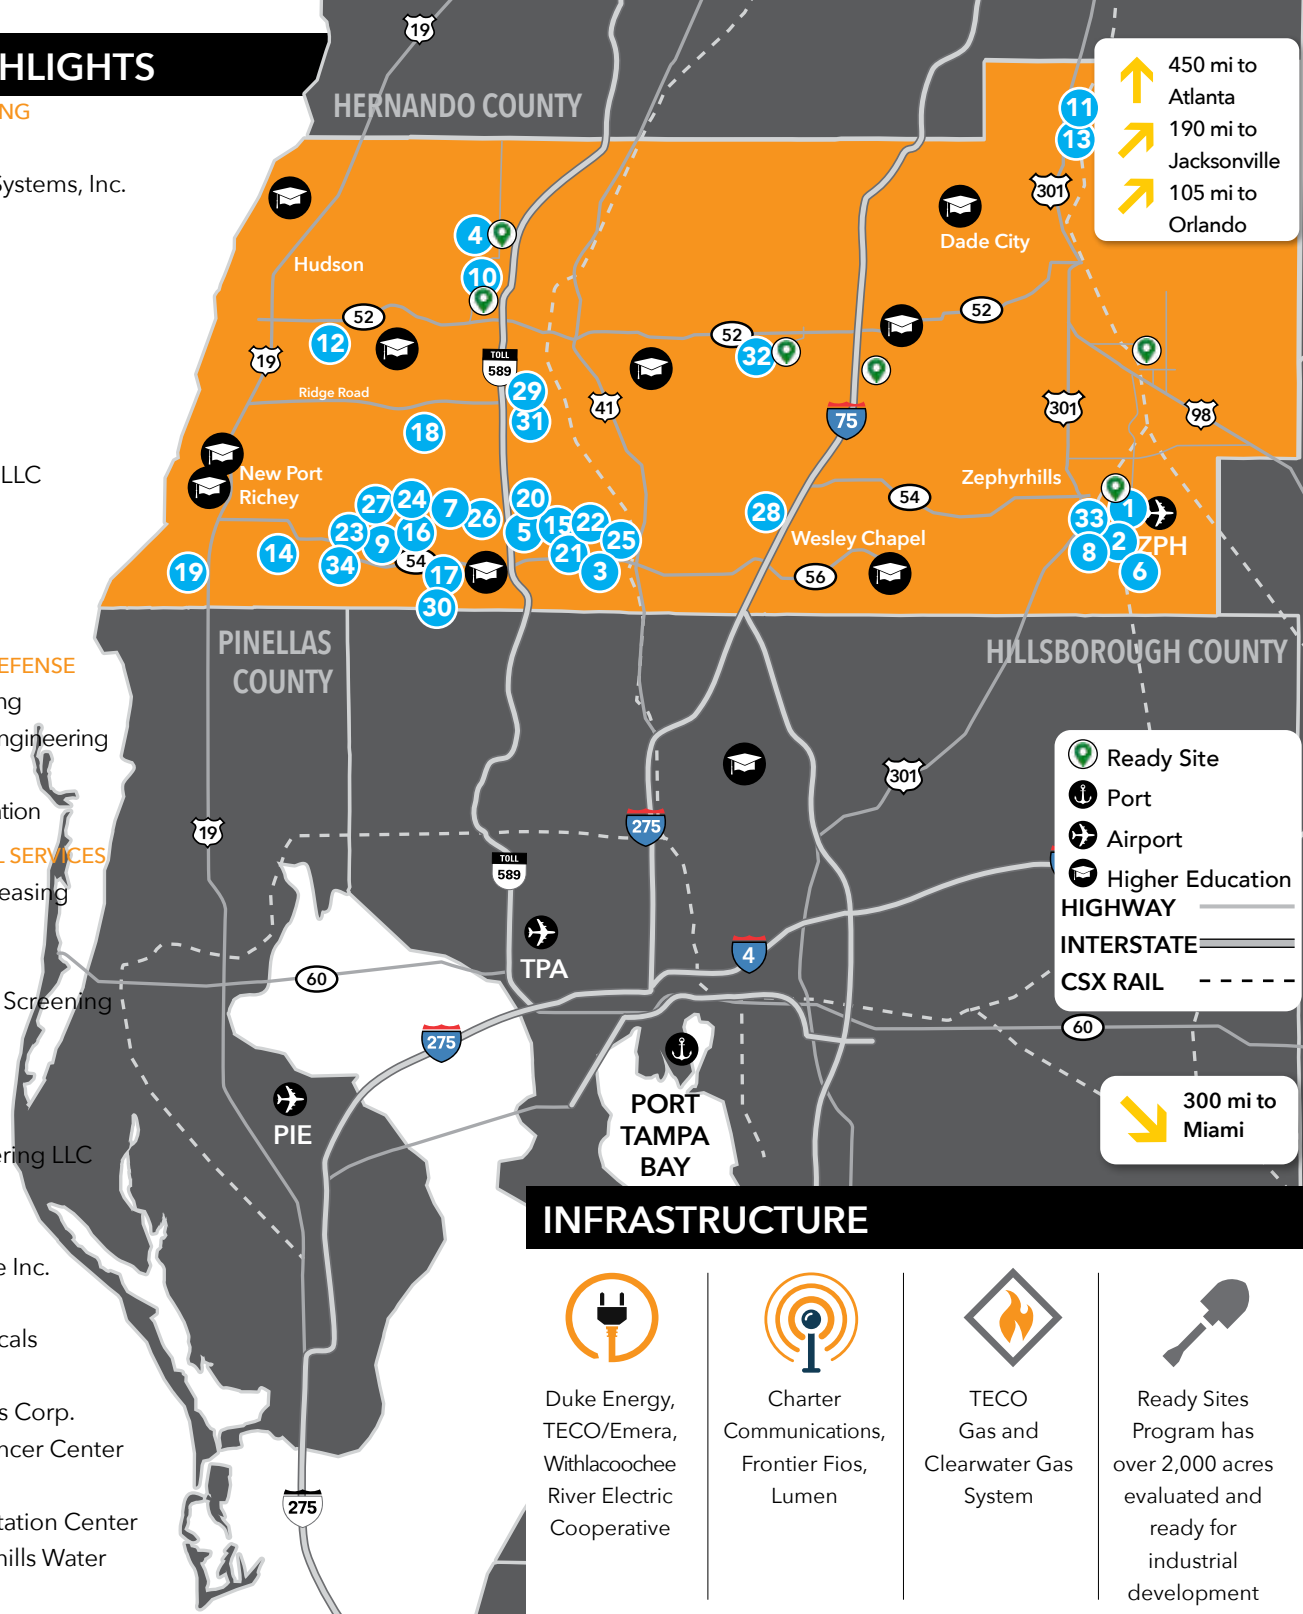 HLIGHTS
NG
Systems, Inc.
LLC
EFENSE
ng
ngineering
ation
L SERVICES
easing
Screening
ering LLC
e Inc.
cals
s Corp.
ncer Center
tation Center
hills Water
19
HERNANDO COUNTY
450 mi to
Atlanta
190 mi to
Jacksonville
105 mi to
Orlando
11
13
301
Dade City
4
10
Hudson
52
12
19
Ridge Road
TOLL
589
29
31
41
52
32
52
75
301
98
18
New Port
Richey
27
24
7
26
20
5
15
22
25
21
3
23
9
16
34
54
17
30
14
19
28
54
Wesley Chapel
56
Zephyrhills
33
1
2
8
6
ZPH
PINELLAS
COUNTY
HILLSBOROUGH COUNTY
301
19
275
TOLL
589
TPA
4
60
275
60
PIE
PORT
TAMPA
BAY
275
Ready Site
Port
Airport
Higher Education
HIGHWAY
INTERSTATE
CSX RAIL
300 mi to
Miami
INFRASTRUCTURE
Duke Energy,
TECO/Emera,
Withlacoochee
River Electric
Cooperative
Charter
Communications,
Frontier Fios,
Lumen
TECO
Gas and
Clearwater Gas
System
Ready Sites
Program has
over 2,000 acres
evaluated and
ready for
industrial
development